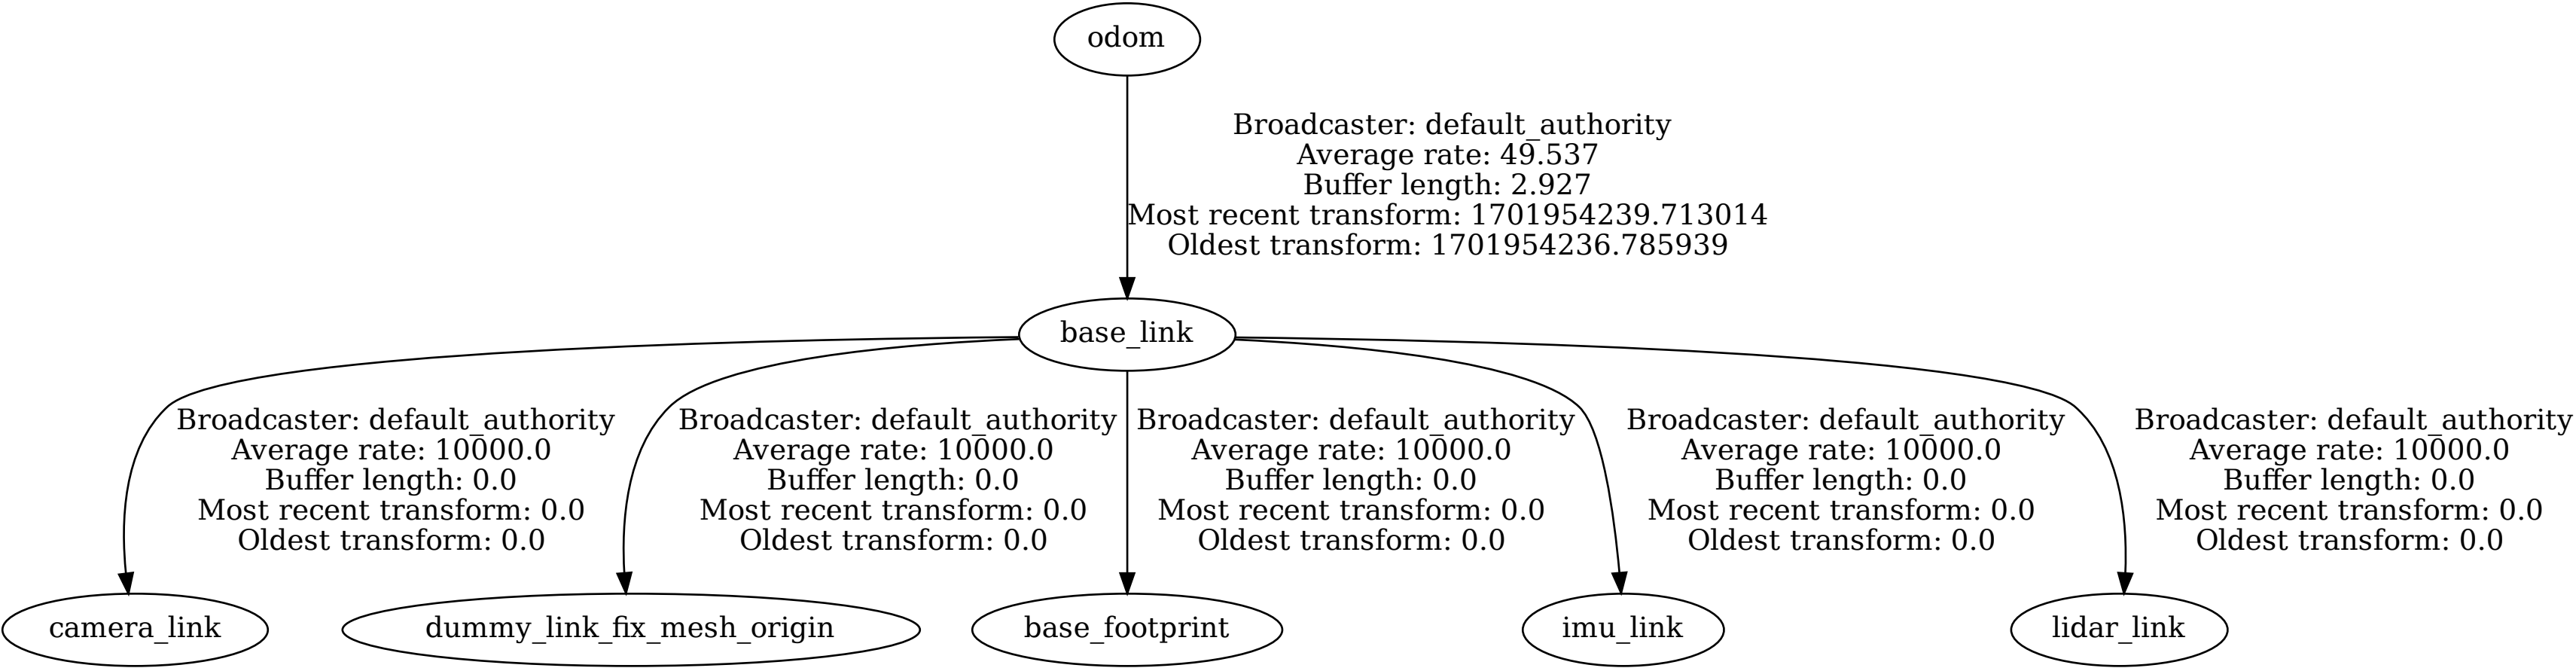 odom
Broadcaster: default_authority
Average rate: 49.537
Buffer length: 2.927
Most recent transform: 1701954239.713014
Oldest transform: 1701954236.785939
base_link
Broadcaster: default_authority
Average rate: 10000.0
Buffer length: 0.0
Most recent transform: 0.0
Oldest transform: 0.0
Broadcaster: default_authority
Average rate: 10000.0
Buffer length: 0.0
Most recent transform: 0.0
Oldest transform: 0.0
Broadcaster: default_authority
Average rate: 10000.0
Buffer length: 0.0
Most recent transform: 0.0
Oldest transform: 0.0
Broadcaster: default_authority
Average rate: 10000.0
Buffer length: 0.0
Most recent transform: 0.0
Oldest transform: 0.0
Broadcaster: default_authority
Average rate: 10000.0
Buffer length: 0.0
Most recent transform: 0.0
Oldest transform: 0.0
camera_link
dummy_link_fix_mesh_origin
base_footprint
imu_link
lidar_link